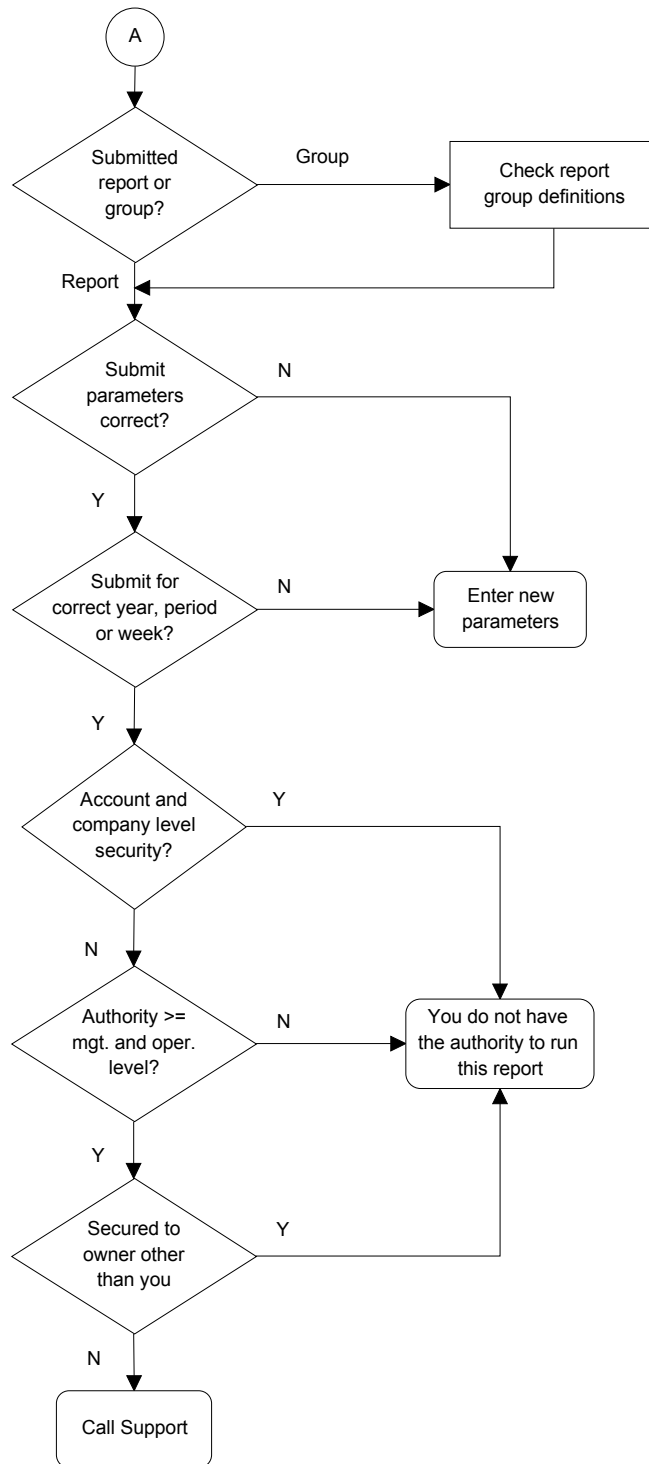 A
Submitted
report or
group?
Group
Check report
group definitions
Report
Submit
parameters
correct?
N
Y
Submit for
correct year, period
or week?
N
Enter new
parameters
Y
Account and
company level
security?
Y
N
Authority >=
mgt. and oper.
level?
N
You do not have
the authority to run
this report
Y
Secured to
owner other
than you
Y
N
Call Support